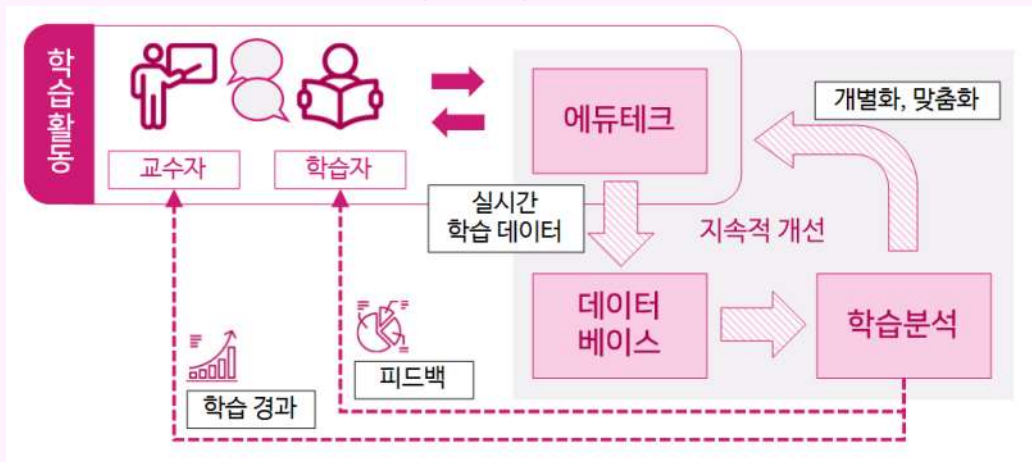 학습활동
교수자
학습자
에듀테크
개별화, 맞춤화
실시간
학습 데이터
지속적 개선
데이터
베이스
학습분석
피드백
학습 경과